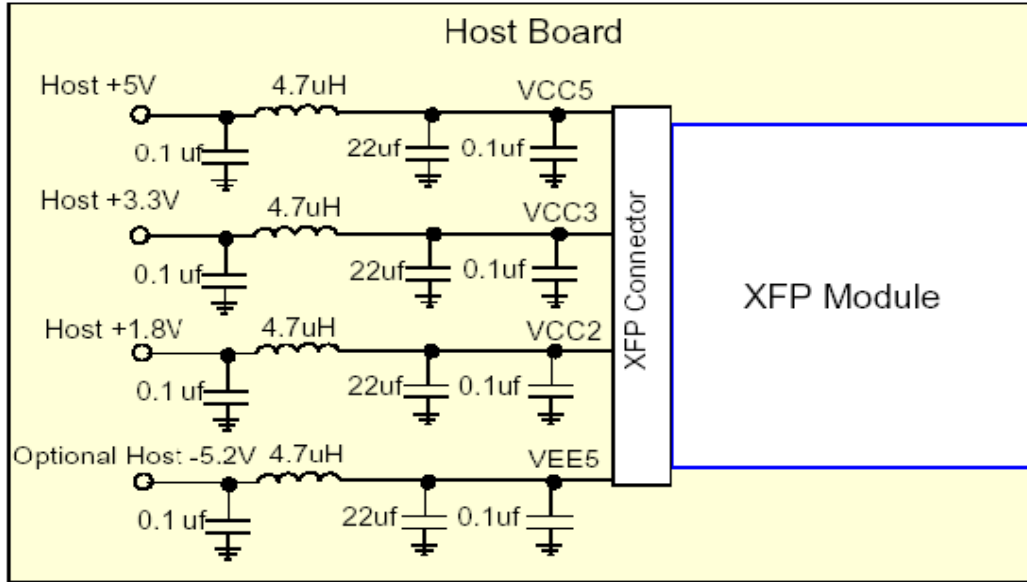 Host Board
Host +5V
4.7uH
VCC5
0.1 uf
22uf
0.1uf
Host +3.3V
4.7uH
VCC3
0.1 uf
22uf
0.1uf
Host +1.8V
4.7uH
VCC2
0.1 uf
22uf
0.1uf
Optional Host -5.2V
4.7uH
VEE5
0.1 uf
22uf
0.1uf
XFP Connector
XFP Module